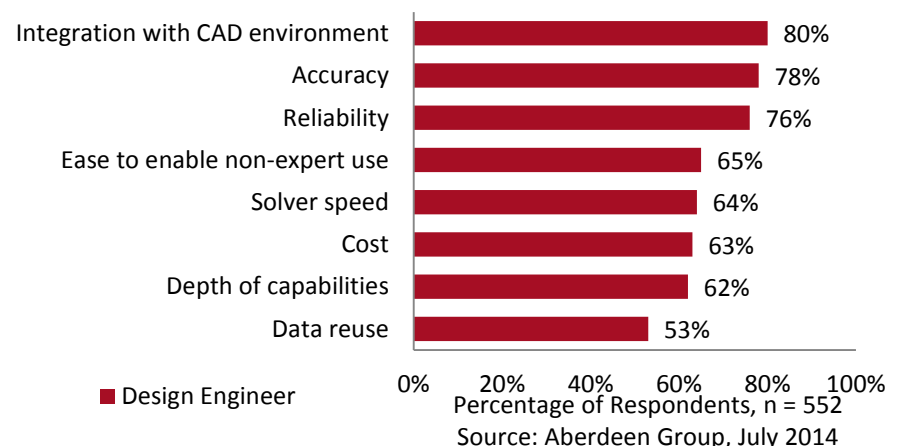 Integration with CAD environment 80%
Accuracy 78%
Reliability 76%
Ease to enable non-expert use 65%
Solver speed 64%
Cost 63%
Depth of capabilities 62%
Data reuse 53%
0% 20% 40% 60% 80% 100%
Design Engineer
Percentage of Respondents, n = 552
Source: Aberdeen Group, July 2014